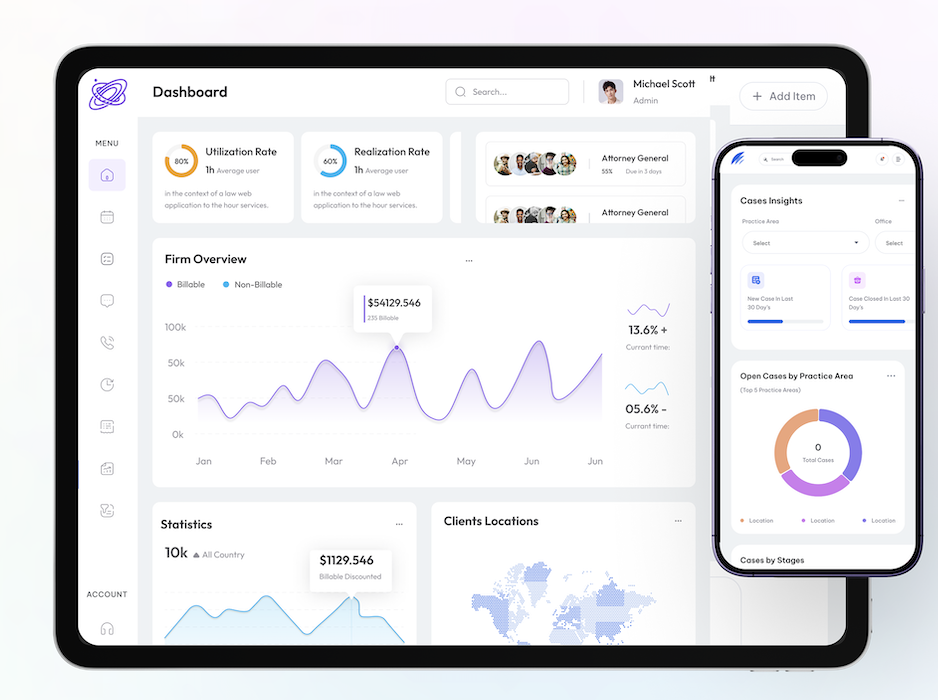 Dashboard
Search...
Michael Scott
Admin
Add Item
MENU
80%
Utilization Rate
1h Average user
in the context of a law web
application to the hour services.
60%
Realization Rate
1h Average user
in the context of a law web
application to the hour services.
Attorney General
55% Due in 3 days
Attorney General
Firm Overview
Billable
Non-Billable
$54129.546
235 Billable
100k
50k
50k
0k
Jan
Feb
Mar
Apr
May
Jun
Jun
13.6% +
Currant time:
05.6% -
Currant time:
Statistics
10k All Country
$1129.546
Billable Discounted
Clients Locations
ACCOUNT
Search
Cases Insights
Practice Area
Office
Select
Select
New Case In Last
30 Day's
Case Closed in Last 30
Day's
Open Cases by Practice Area
(Top 5 Practice Areas)
0
Total Cases
Location
Location
Location
Cases by Stages